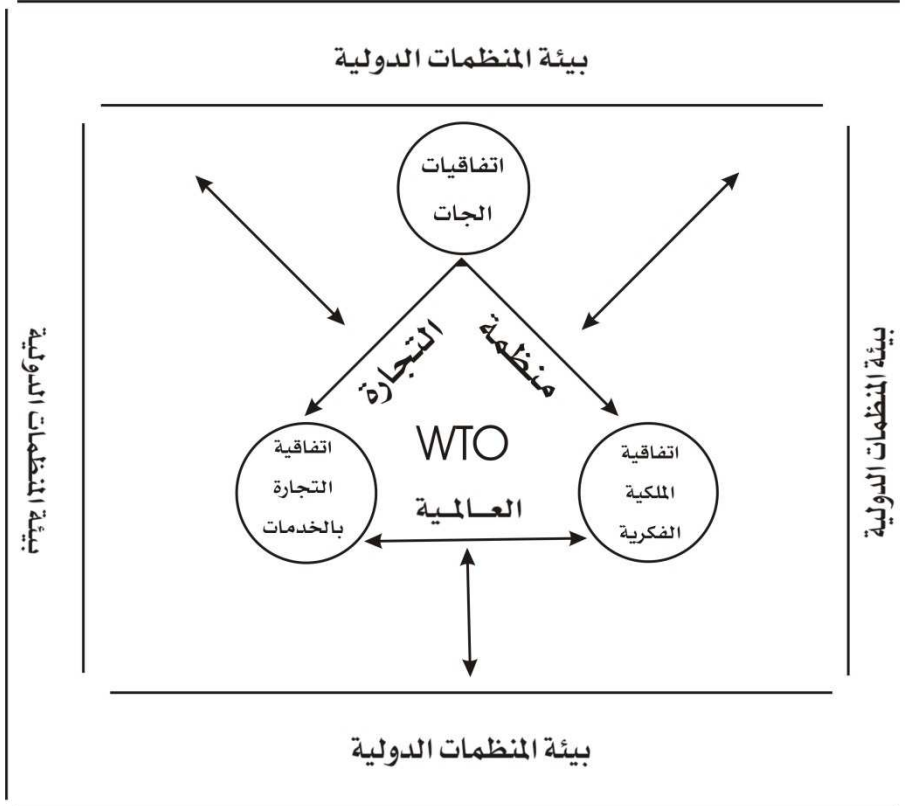 بيئة المنظمات الدولية
اتفاقيات
الجات
منظمة
التجارة
WTO
العـالمـية
اتفاقية
الملكية
الفكرية
اتفاقية
التجارة
بالخدمات
بيئة المنظمات الدولية
بيئة المنظمات الدولية
بيئة المنظمات الدولية